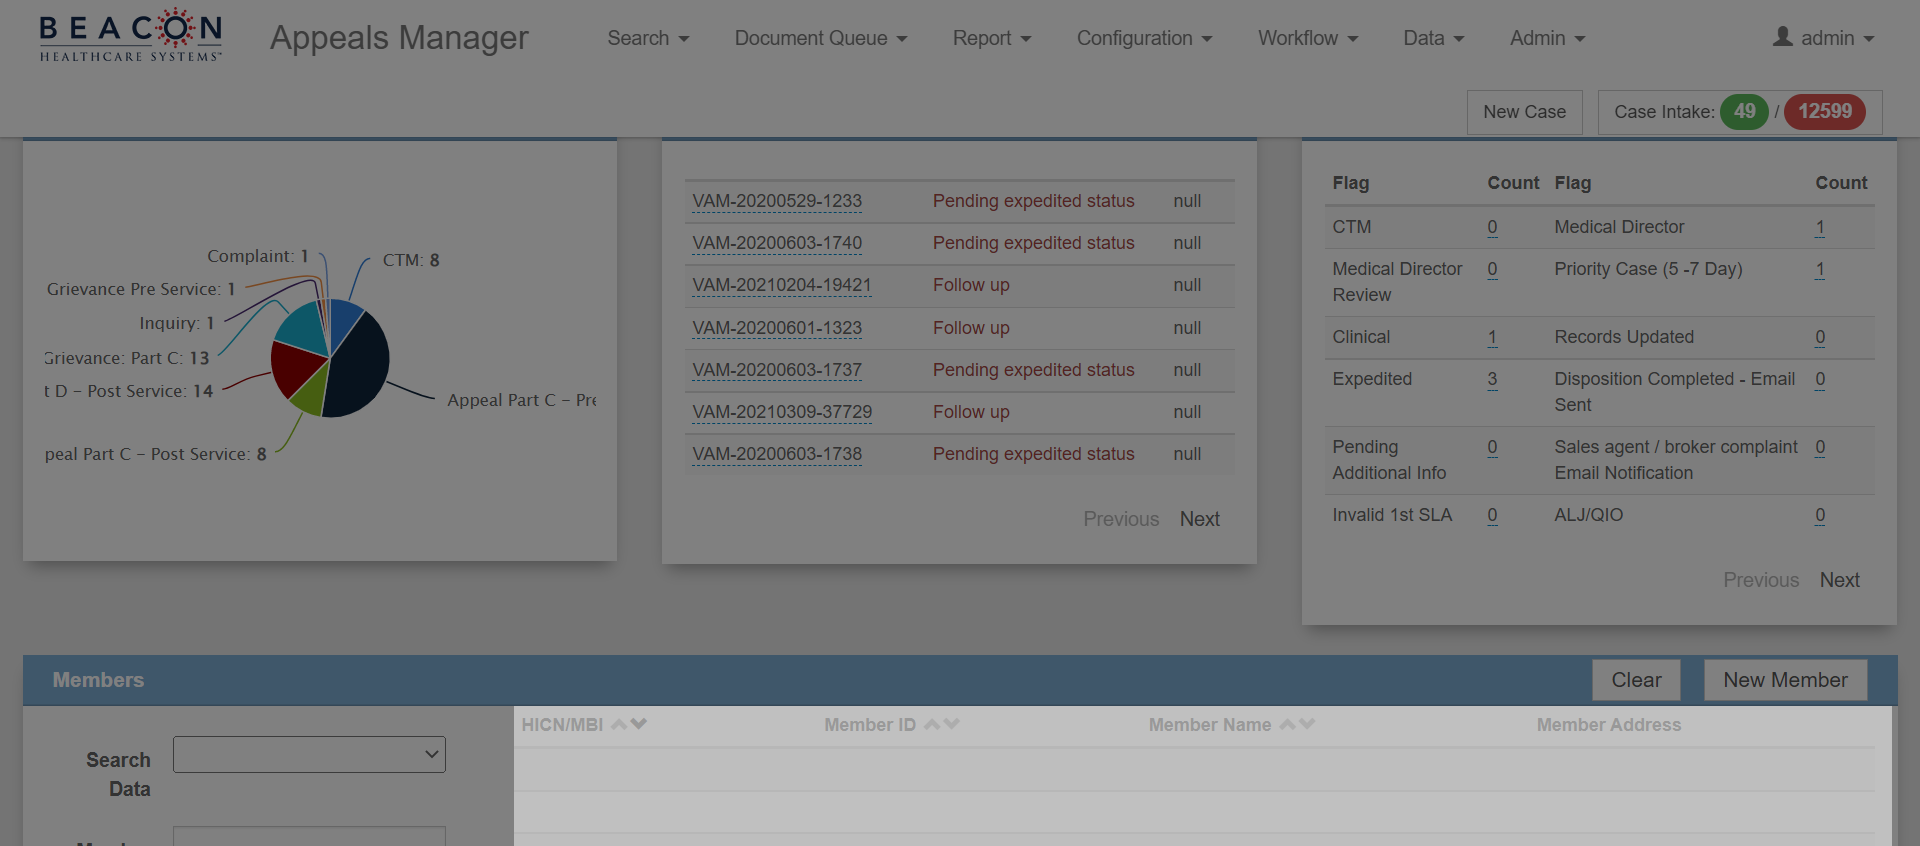 BEACON
HEALTHCARE SYSTEMS™
Appeals Manager
Search
Document Queue
Report
Configuration
Workflow
Data
Admin
admin
New Case
Case Intake: 49 / 12599
Complaint: 1
CTM: 8
Grievance Pre Service: 1
Inquiry: 1
Grievance: Part C: 13
t D – Post Service: 14
Appeal Part C – Pre
peal Part C – Post Service: 8
VAM-20200529-1233 Pending expedited status null
VAM-20200603-1740 Pending expedited status null
VAM-20210204-19421 Follow up null
VAM-20200601-1323 Follow up null
VAM-20200603-1737 Pending expedited status null
VAM-20210309-37729 Follow up null
VAM-20200603-1738 Pending expedited status null
Previous Next
Flag Count Flag Count
CTM 0 Medical Director 1
Medical Director Review 0 Priority Case (5 -7 Day) 1
Clinical 1 Records Updated 0
Expedited 3 Disposition Completed - Email Sent 0
Pending Additional Info 0 Sales agent / broker complaint Email Notification 0
Invalid 1st SLA 0 ALJ/QIO 0
Previous Next
Members
Clear
New Member
Search
Data
HICN/MBI Member ID Member Name Member Address